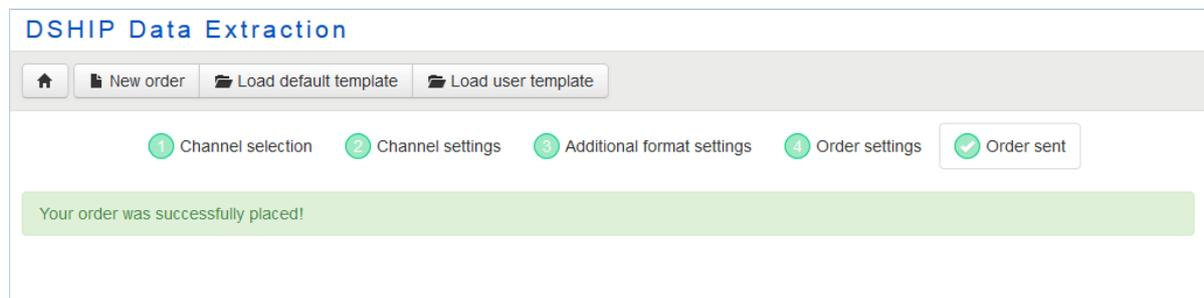 DSHIP Data Extraction
New order Load default template Load user template
1 Channel selection 2 Channel settings 3 Additional format settings 4 Order settings Order sent
Your order was successfully placed!